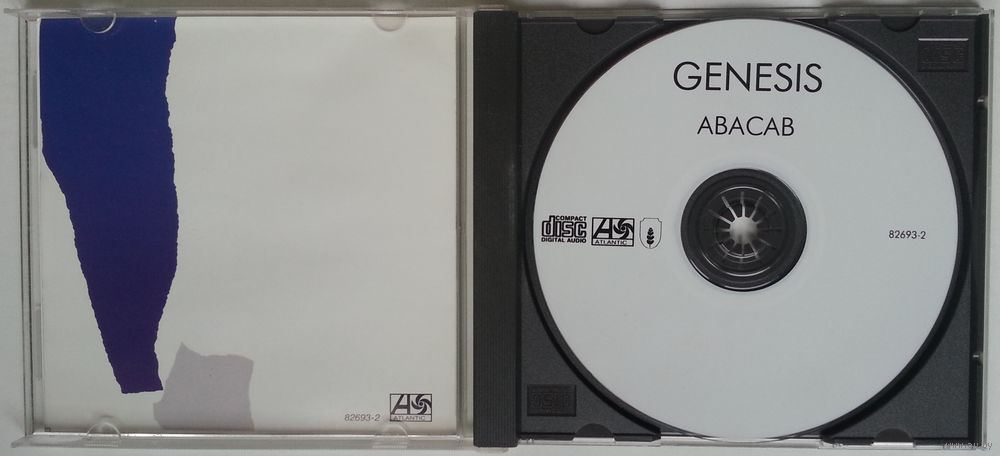 82693-2
ATLANTIC
GENESIS
ABACAB
COMPACT
disc
DIGITAL AUDIO
ATLANTIC
82693-2